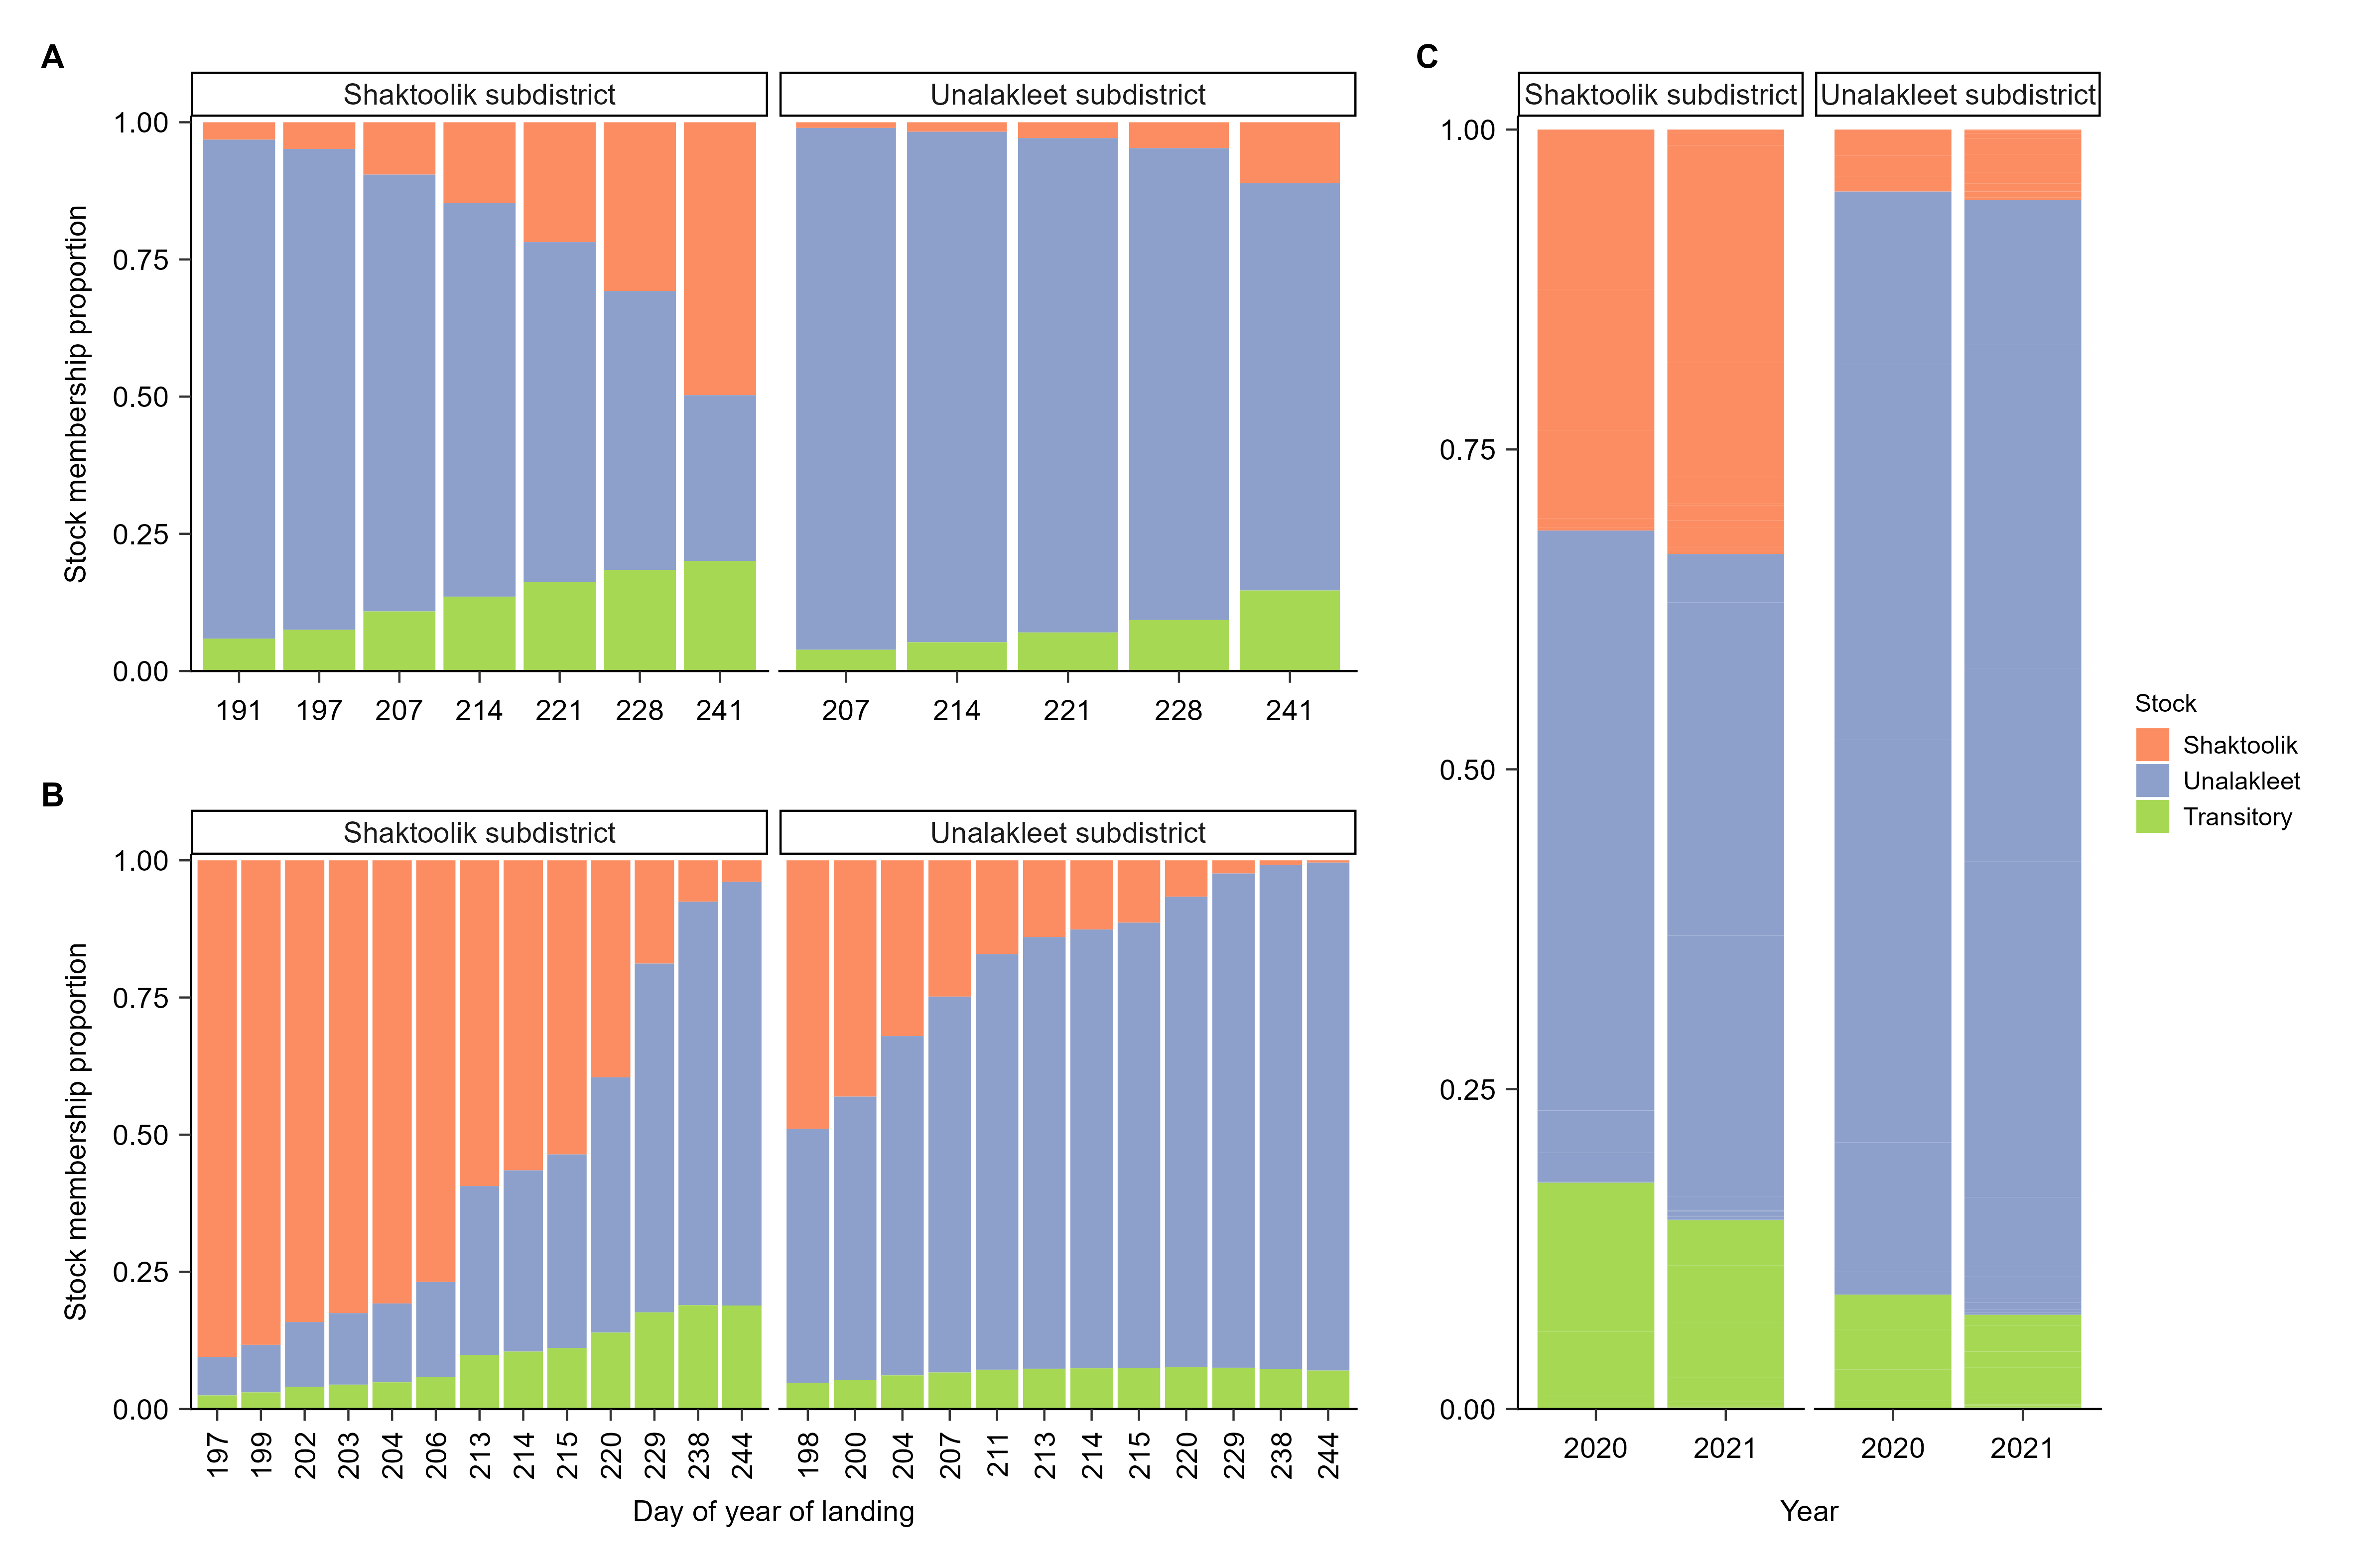 A
Shaktoolik subdistrict
Unalakleet subdistrict
Stock membership proportion
1.00
0.75
0.50
0.25
0.00
191 197 207 214 221 228 241
207 214 221 228 241
B
Shaktoolik subdistrict
Unalakleet subdistrict
Stock membership proportion
1.00
0.75
0.50
0.25
0.00
197 199 202 203 204 206 213 214 215 220 229 238 244
198 200 204 207 211 213 214 215 220 229 238 244
Day of year of landing
C
Shaktoolik subdistrict
Unalakleet subdistrict
1.00
0.75
0.50
0.25
0.00
2020 2021
2020 2021
Year
Stock
Shaktoolik
Unalakleet
Transitory